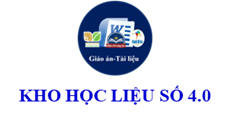 W
Giáo án-Tài liệu
KHO HỌC LIỆU SỐ 4.0